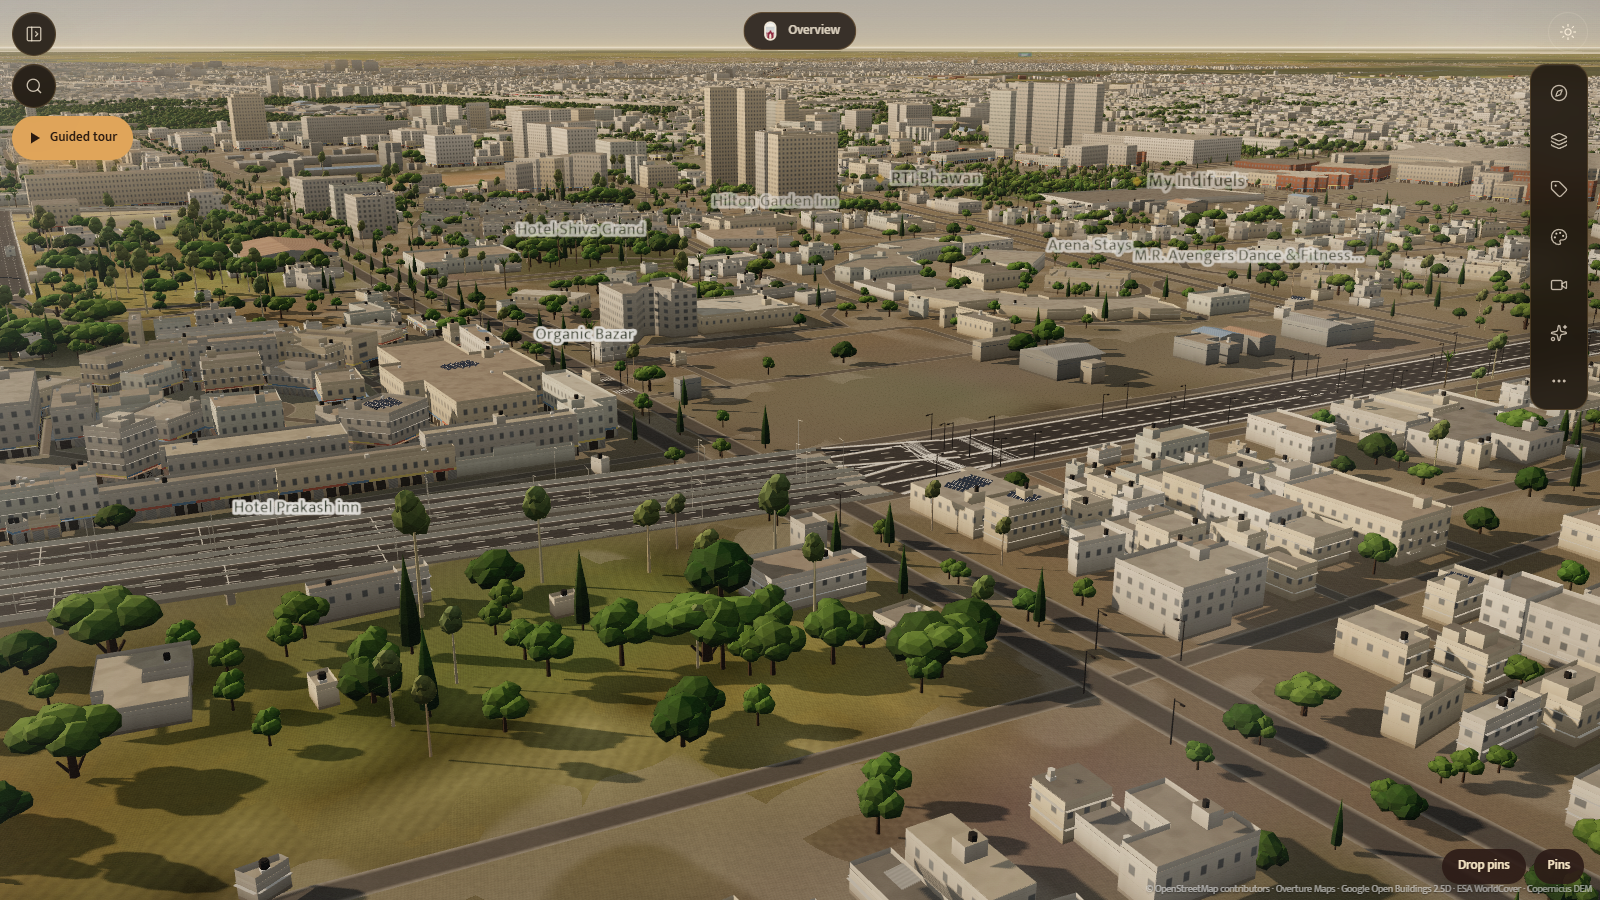 Overview
Guided tour
RTI Bhawan
My Indifuels
Hilton Garden Inn
Hotel Shiva Grand
Arena Stays
M.R. Avengers Dance & Fitness...
Organic Bazar
Hotel Prakash inn
Drop pins
Pins
© OpenStreetMap contributors · Overture Maps · Google Open Buildings 2.5D · ESA WorldCover · Copernicus DEM